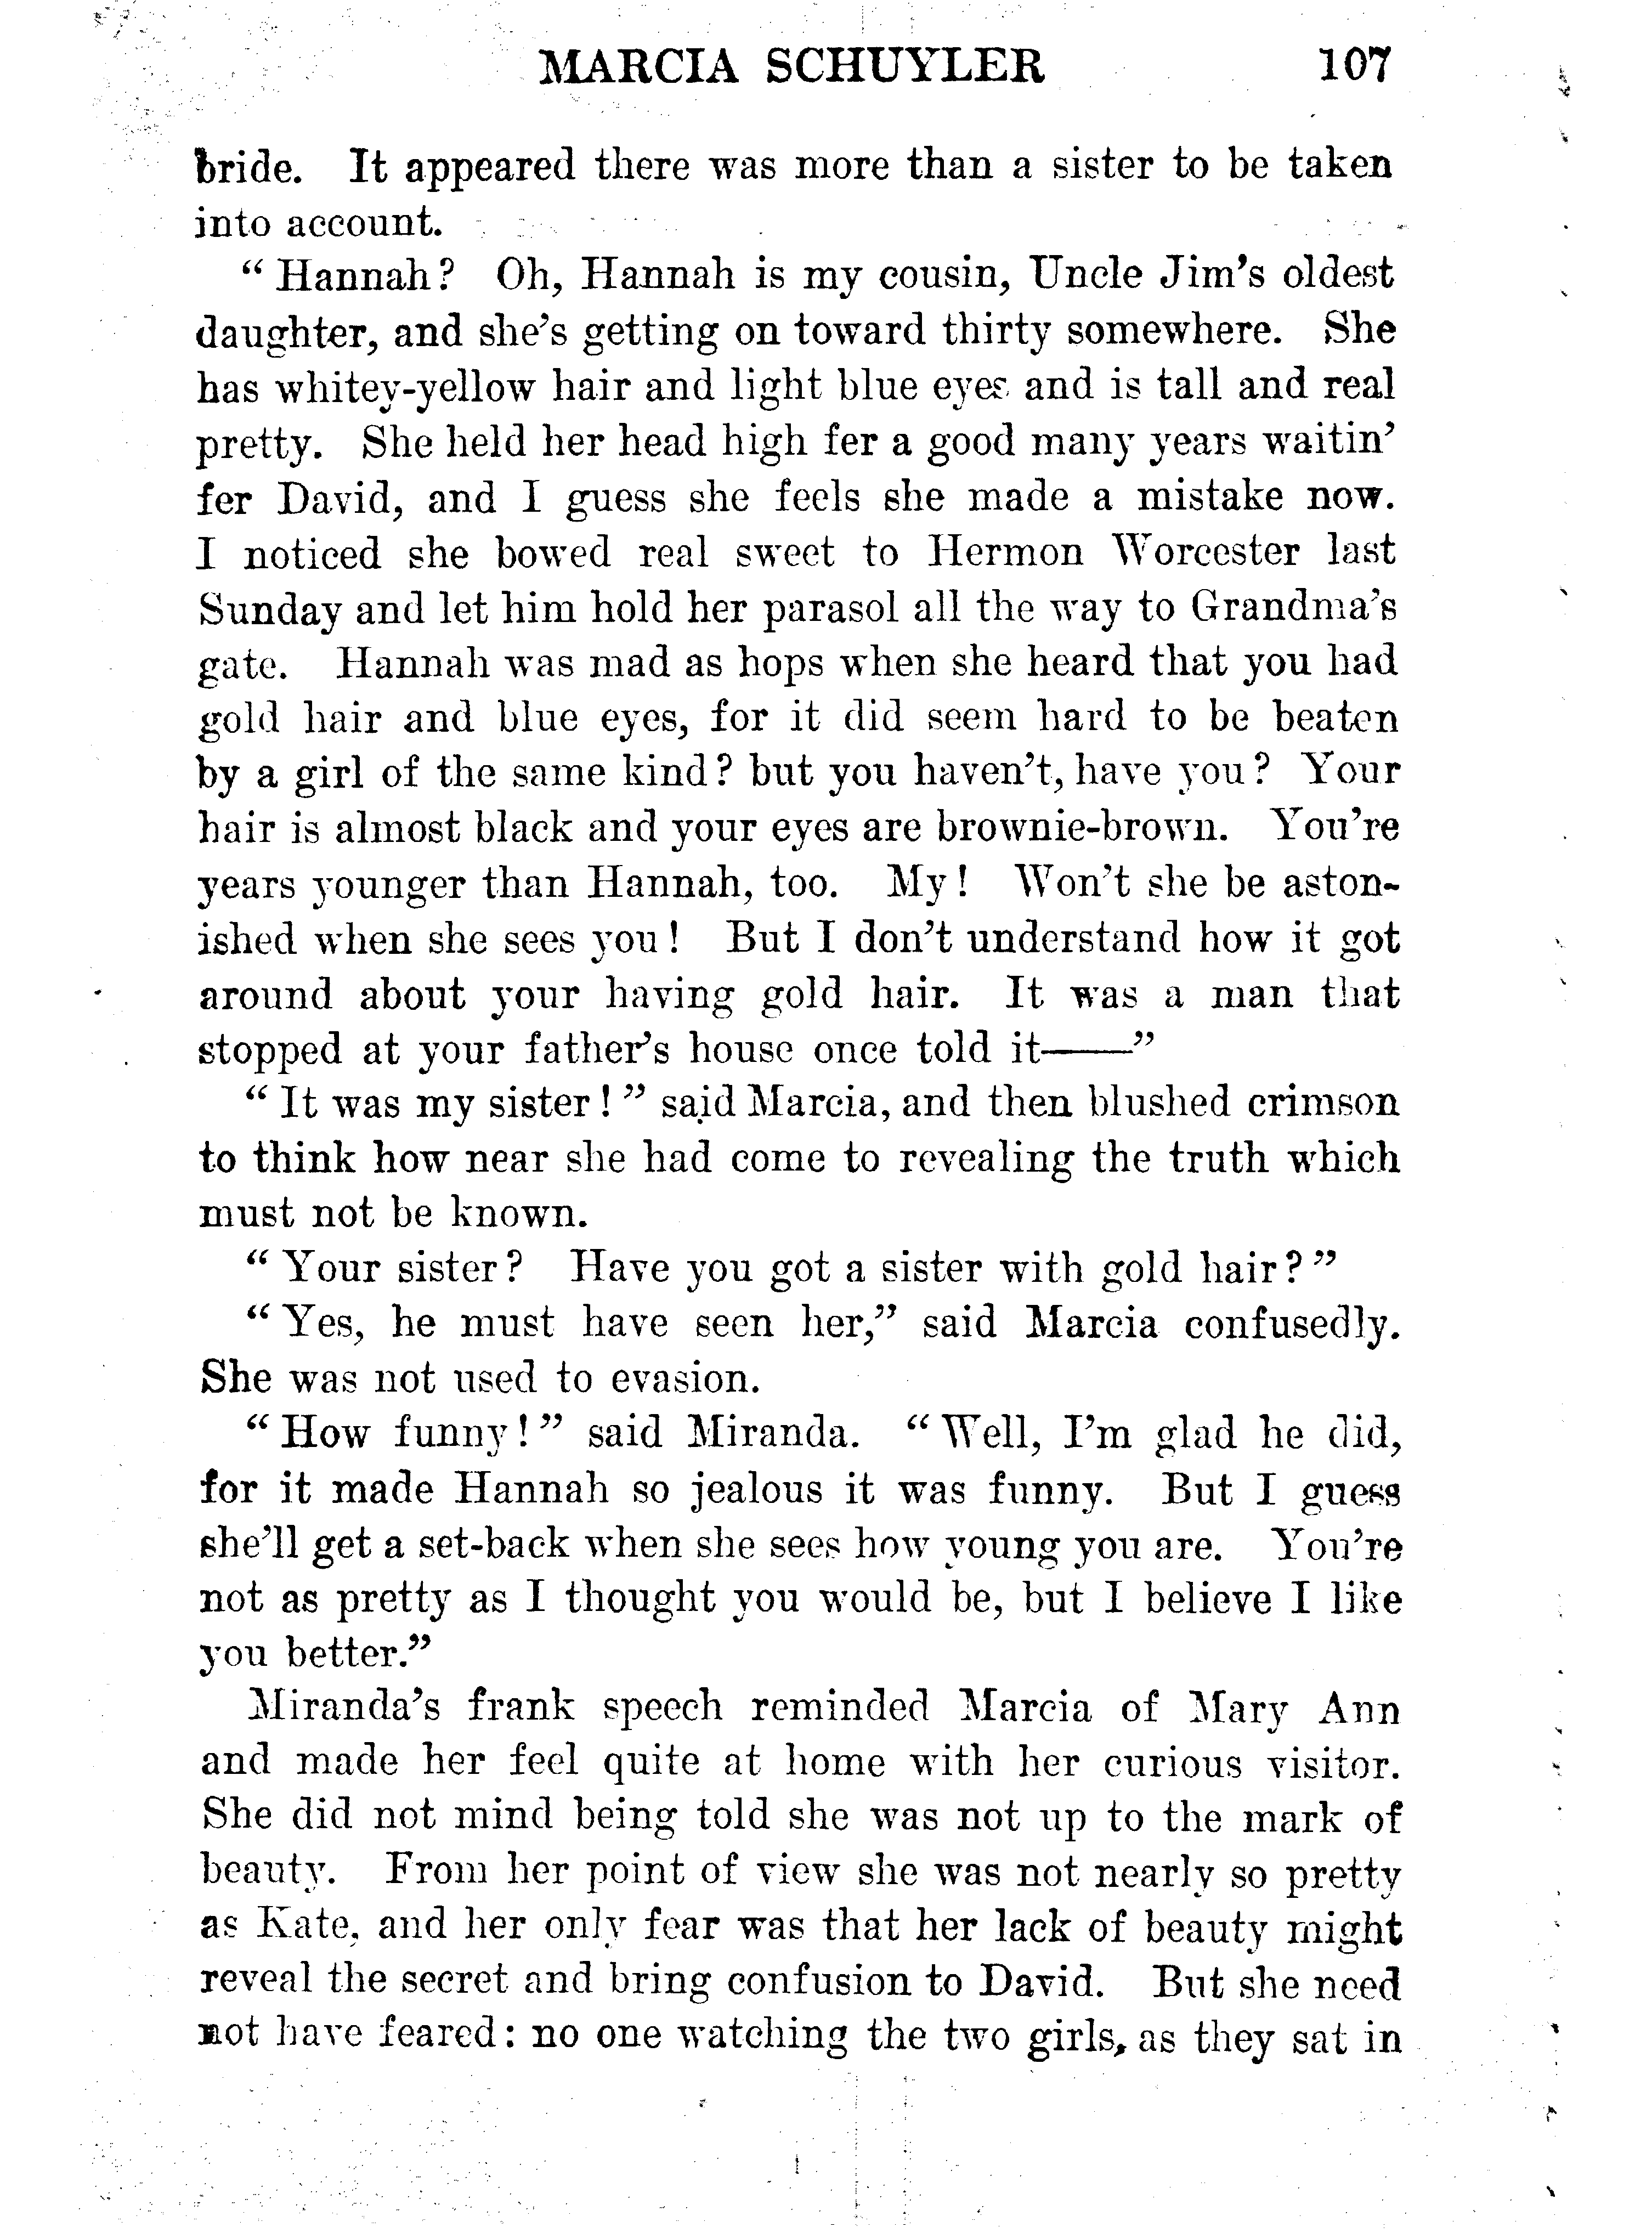 MARCIA SCHUYLER 107
bride. It appeared there was more than a sister to be taken
into account.
“Hannah? Oh, Hannah is my cousin, Uncle Jim’s oldest
daughter, and she’s getting on toward thirty somewhere. She
has whitey-yellow hair and light blue eyes and is tall and real
pretty. She held her head high fer a good many years waitin’
fer David, and I guess she feels she made a mistake now.
I noticed she bowed real sweet to Hermon Worcester last
Sunday and let him hold her parasol all the way to Grandma’s
gate. Hannah was mad as hops when she heard that you had
gold hair and blue eyes, for it did seem hard to be beaten
by a girl of the same kind? but you haven’t, have you? Your
hair is almost black and your eyes are brownie-brown. You’re
years younger than Hannah, too. My! Won’t she be aston-
ished when she sees you! But I don’t understand how it got
around about your having gold hair. It was a man that
stopped at your father’s house once told it——”
“It was my sister!” said Marcia, and then blushed crimson
to think how near she had come to revealing the truth which
must not be known.
“Your sister? Have you got a sister with gold hair?”
“Yes, he must have seen her,” said Marcia confusedly.
She was not used to evasion.
“How funny!” said Miranda. “Well, I’m glad he did,
for it made Hannah so jealous it was funny. But I guess
she’ll get a set-back when she sees how young you are. You’re
not as pretty as I thought you would be, but I believe I like
you better.”
Miranda’s frank speech reminded Marcia of Mary Ann
and made her feel quite at home with her curious visitor.
She did not mind being told she was not up to the mark of
beauty. From her point of view she was not nearly so pretty
as Kate, and her only fear was that her lack of beauty might
reveal the secret and bring confusion to David. But she need
not have feared: no one watching the two girls, as they sat in